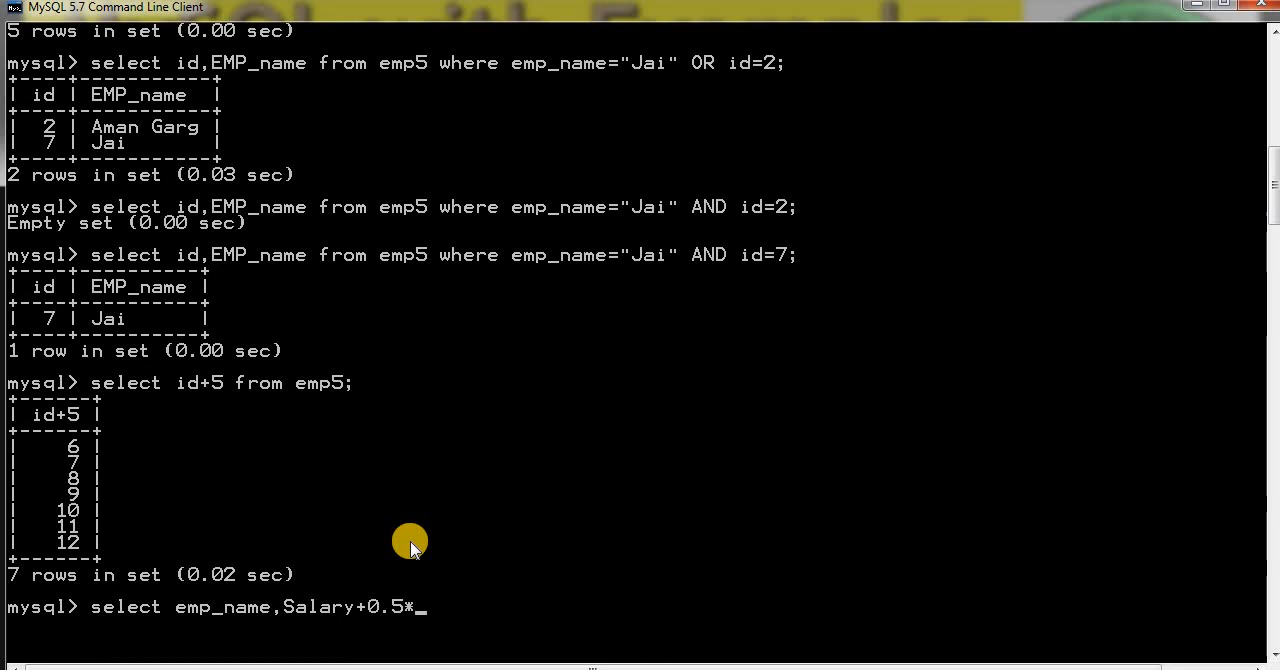 MySQL 5.7 Command Line Client
5 rows in set (0.00 sec)
mysql> select id,EMP_name from emp5 where emp_name="Jai" OR id=2;
+----+-----------+
| id | EMP_name  |
+----+-----------+
|  2 | Aman Garg |
|  7 | Jai       |
+----+-----------+
2 rows in set (0.03 sec)
mysql> select id,EMP_name from emp5 where emp_name="Jai" AND id=2;
Empty set (0.00 sec)
mysql> select id,EMP_name from emp5 where emp_name="Jai" AND id=7;
+----+----------+
| id | EMP_name |
+----+----------+
|  7 | Jai      |
+----+----------+
1 row in set (0.00 sec)
mysql> select id+5 from emp5;
+------+
| id+5 |
+------+
|    6 |
|    7 |
|    8 |
|    9 |
|   10 |
|   11 |
|   12 |
+------+
7 rows in set (0.02 sec)
mysql> select emp_name,Salary+0.5*_